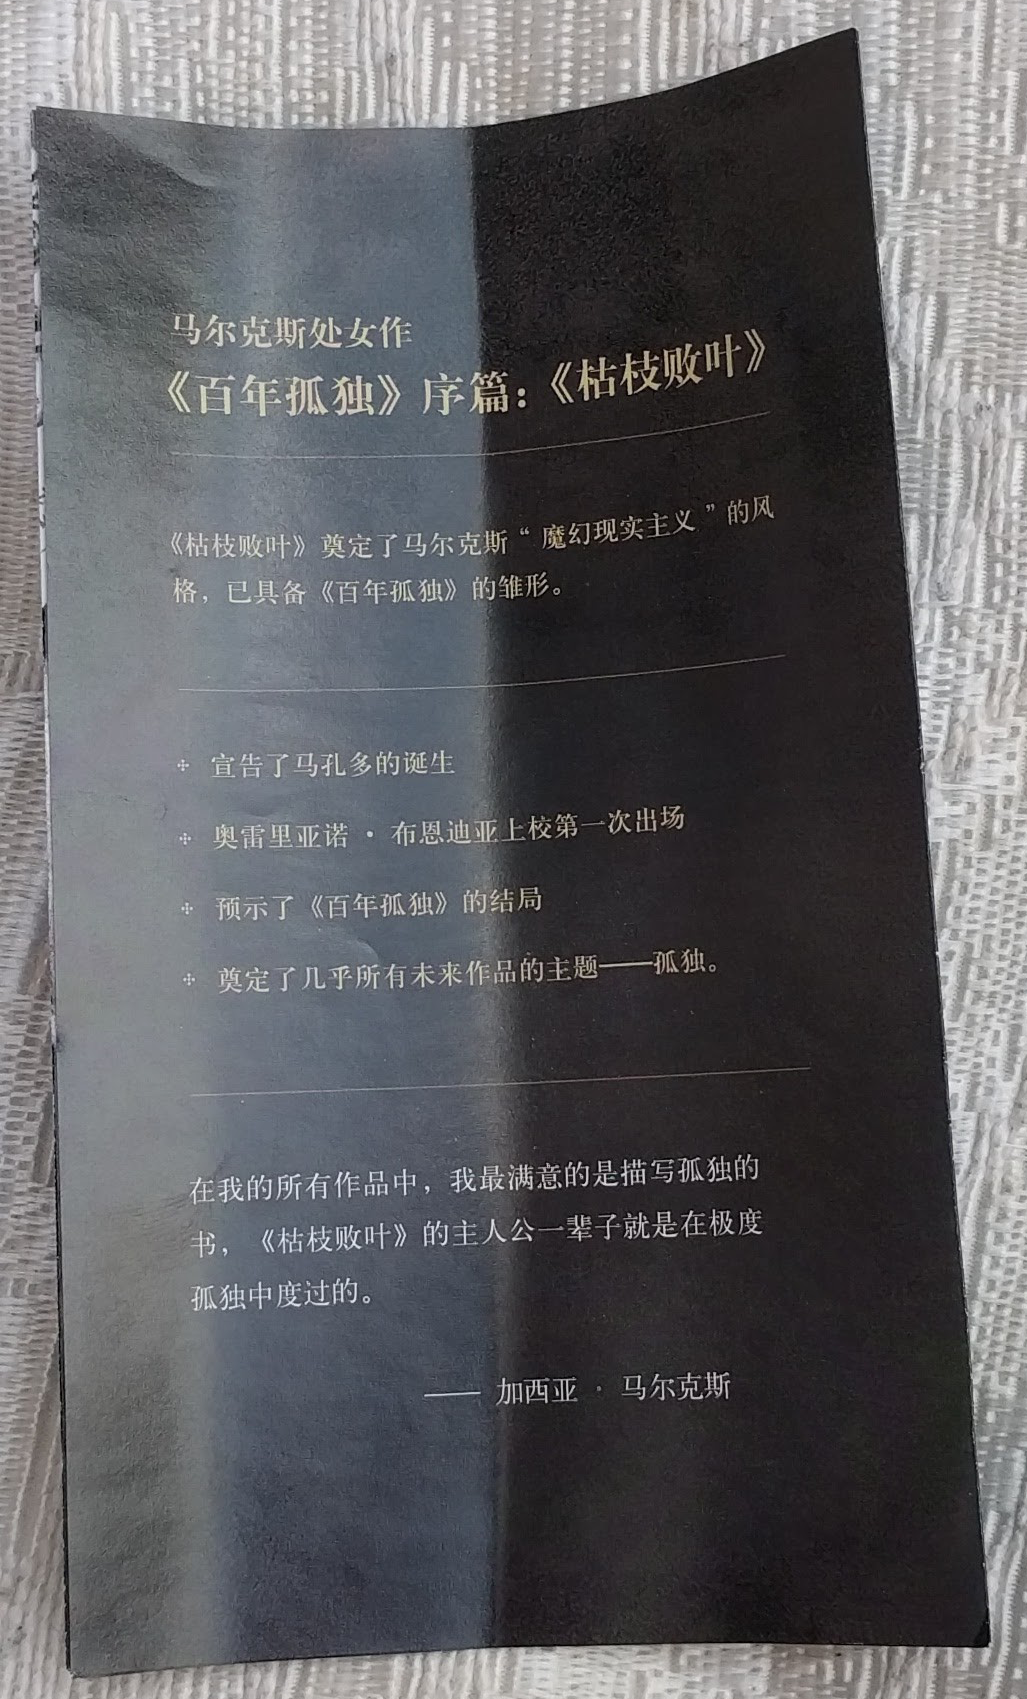 马尔克斯处女作
《百年孤独》序篇：《枯枝败叶》
《枯枝败叶》奠定了马尔克斯“魔幻现实主义”的风
格，已具备《百年孤独》的雏形。
宣告了马孔多的诞生
奥雷里亚诺·布恩迪亚上校第一次出场
预示了《百年孤独》的结局
奠定了几乎所有未来作品的主题——孤独。
在我的所有作品中，我最满意的是描写孤独的
书，《枯枝败叶》的主人公一辈子就是在极度
孤独中度过的。
—— 加西亚·马尔克斯